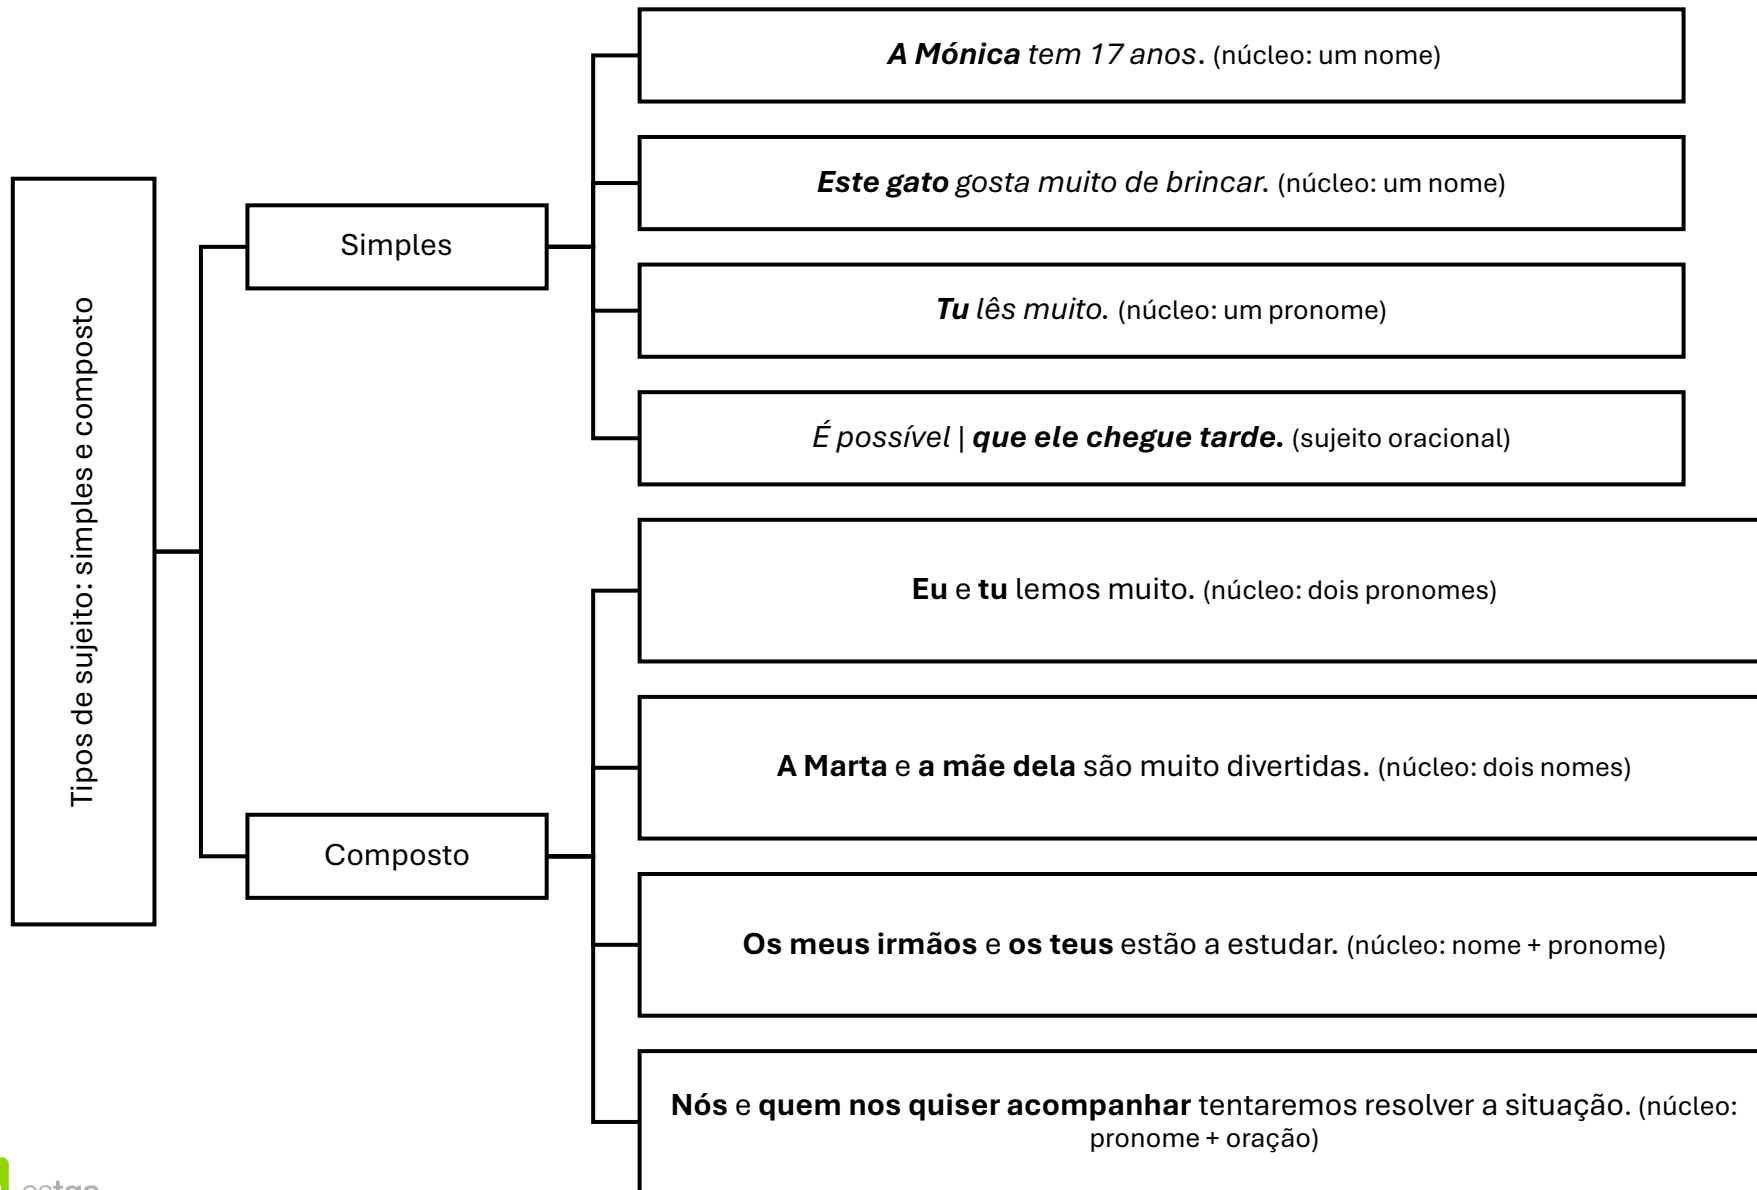 Tipos de sujeito: simples e composto
Simples
A Mónica tem 17 anos. (núcleo: um nome)
Este gato gosta muito de brincar. (núcleo: um nome)
Tu lês muito. (núcleo: um pronome)
É possível | que ele chegue tarde. (sujeito oracional)
Composto
Eu e tu lemos muito. (núcleo: dois pronomes)
A Marta e a mãe dela são muito divertidas. (núcleo: dois nomes)
Os meus irmãos e os teus estão a estudar. (núcleo: nome + pronome)
Nós e quem nos quiser acompanhar tentaremos resolver a situação. (núcleo:
pronome + oração)